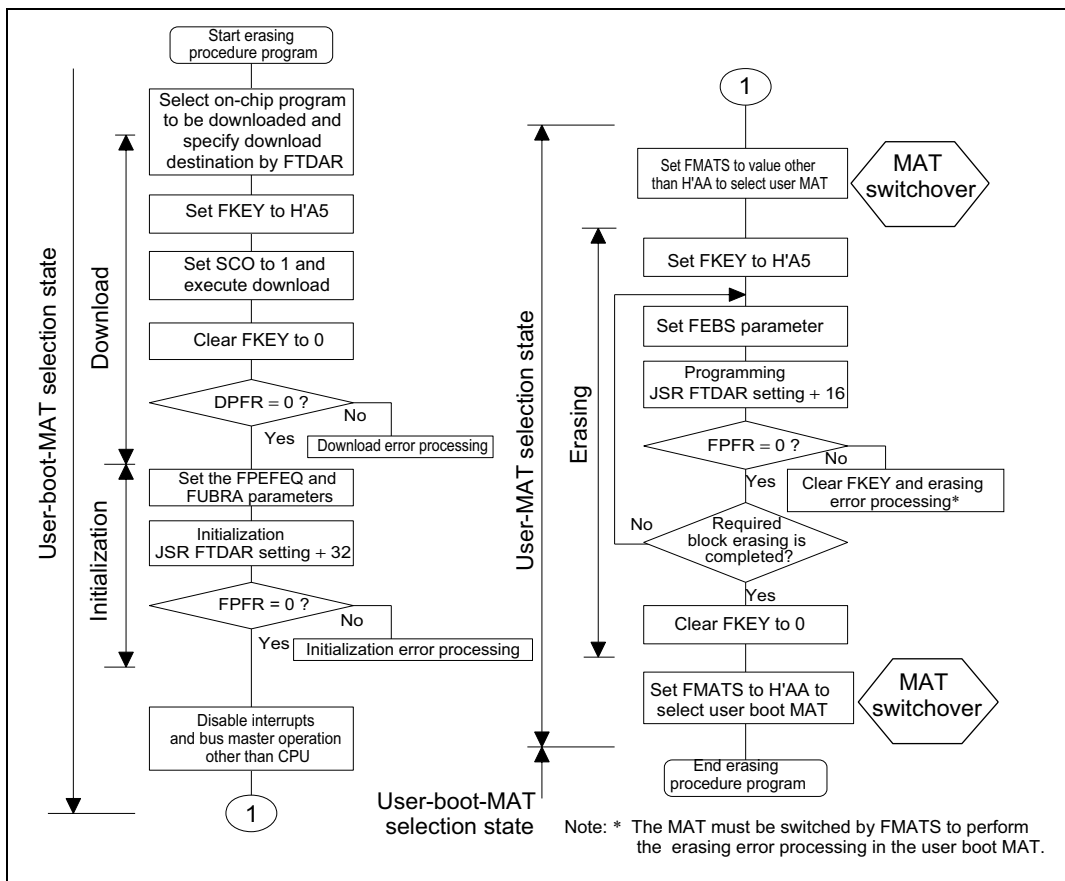 Start erasing
procedure program
Select on-chip program
to be downloaded and
specify download
destination by FTDAR
Set FKEY to H'A5
Set SCO to 1 and
execute download
Clear FKEY to 0
DPFR = 0 ?
No
Yes
Download error processing
Set the FPEFEQ and
FUBRA parameters
Initialization
JSR FTDAR setting + 32
FPFR = 0 ?
No
Yes
Initialization error processing
Disable interrupts
and bus master operation
other than CPU
1
User-boot-MAT selection state
Download
Initialization
1
Set FMATS to value other
than H'AA to select user MAT
MAT
switchover
Set FKEY to H'A5
Set FEBS parameter
Programming
JSR FTDAR setting + 16
FPFR = 0 ?
No
Yes
Clear FKEY and erasing
error processing*
No
Required
block erasing is
completed?
Yes
Clear FKEY to 0
Set FMATS to H'AA to
select user boot MAT
MAT
switchover
End erasing
procedure program
User-MAT selection state
Erasing
User-boot-MAT
selection state
Note: * The MAT must be switched by FMATS to perform
the erasing error processing in the user boot MAT.